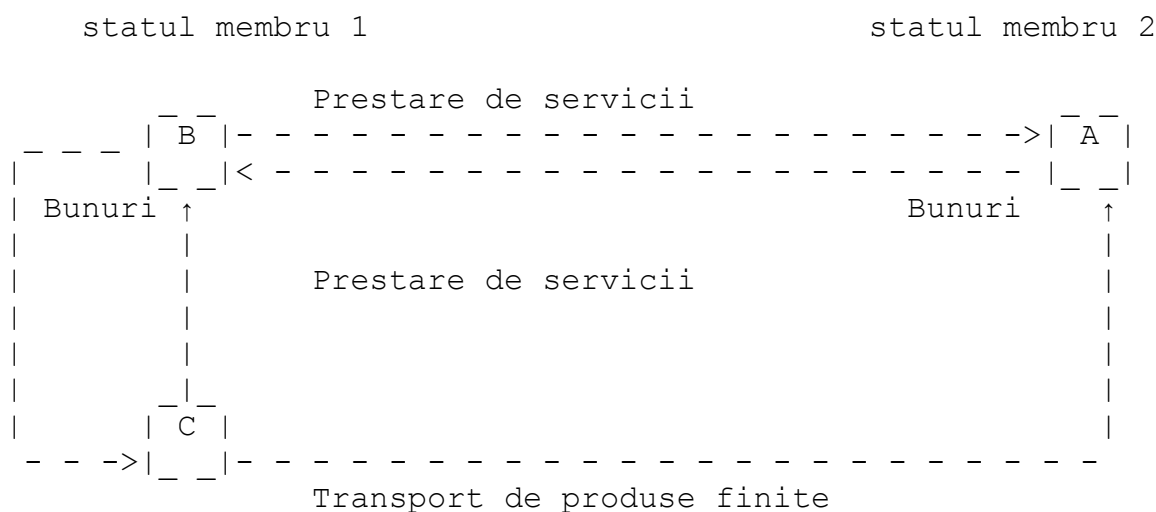 statul membru 1 statul membru 2
Prestare de servicii
B A
Bunuri Bunuri
Prestare de servicii
C
Transport de produse finite